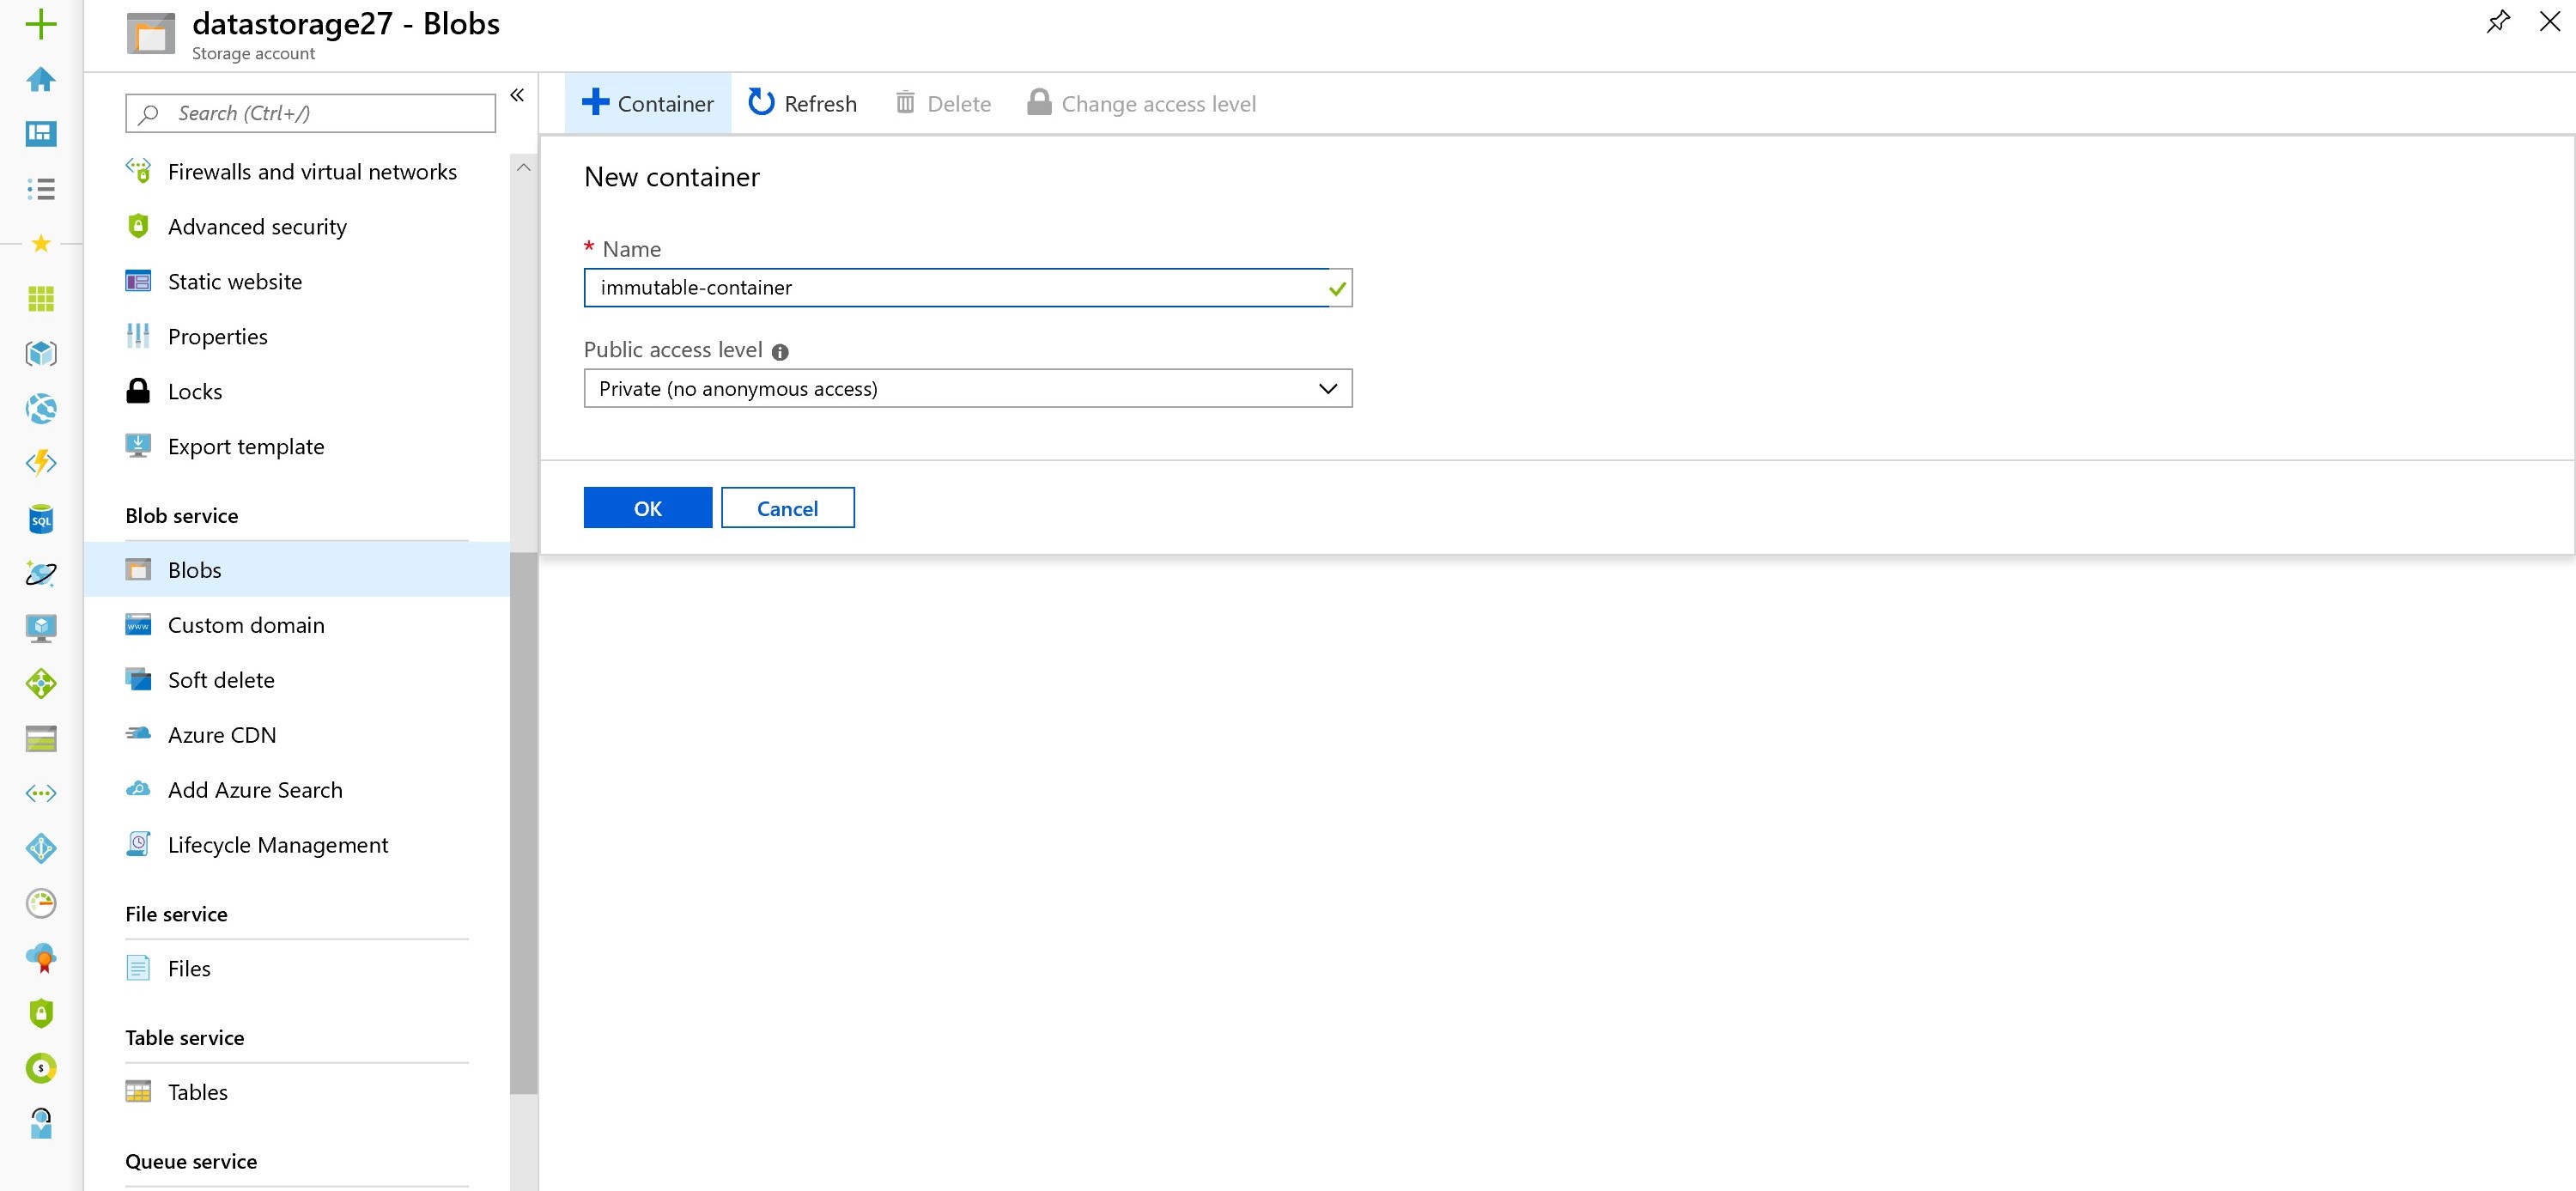 datastorage27 - Blobs
Storage account
Search (Ctrl+/)
Firewalls and virtual networks
Advanced security
Static website
Properties
Locks
Export template
Blob service
Blobs
Custom domain
Soft delete
Azure CDN
Add Azure Search
Lifecycle Management
File service
Files
Table service
Tables
Queue service
Container Refresh Delete Change access level
New container
* Name
immutable-container
Public access level
Private (no anonymous access)
OK Cancel
SQL
www
$